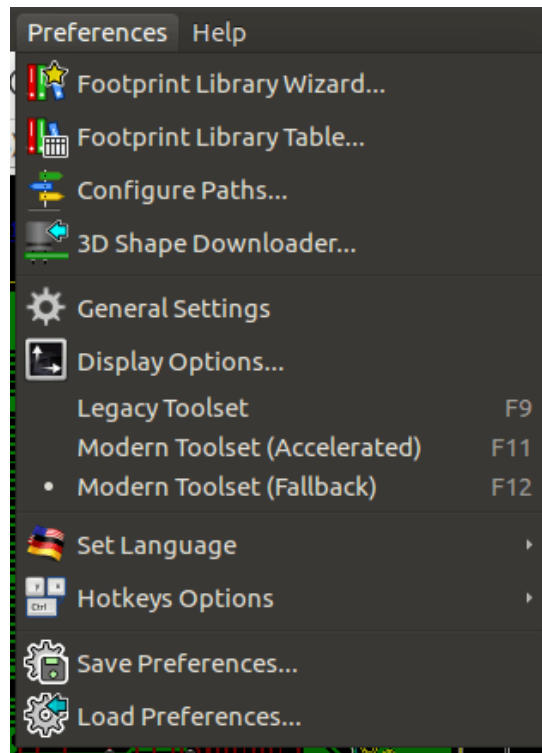 Preferences Help
Footprint Library Wizard...
Footprint Library Table...
Configure Paths...
3D Shape Downloader...
General Settings
Display Options...
Legacy Toolset F9
Modern Toolset (Accelerated) F11
Modern Toolset (Fallback) F12
Set Language
Hotkeys Options
Save Preferences...
Load Preferences...